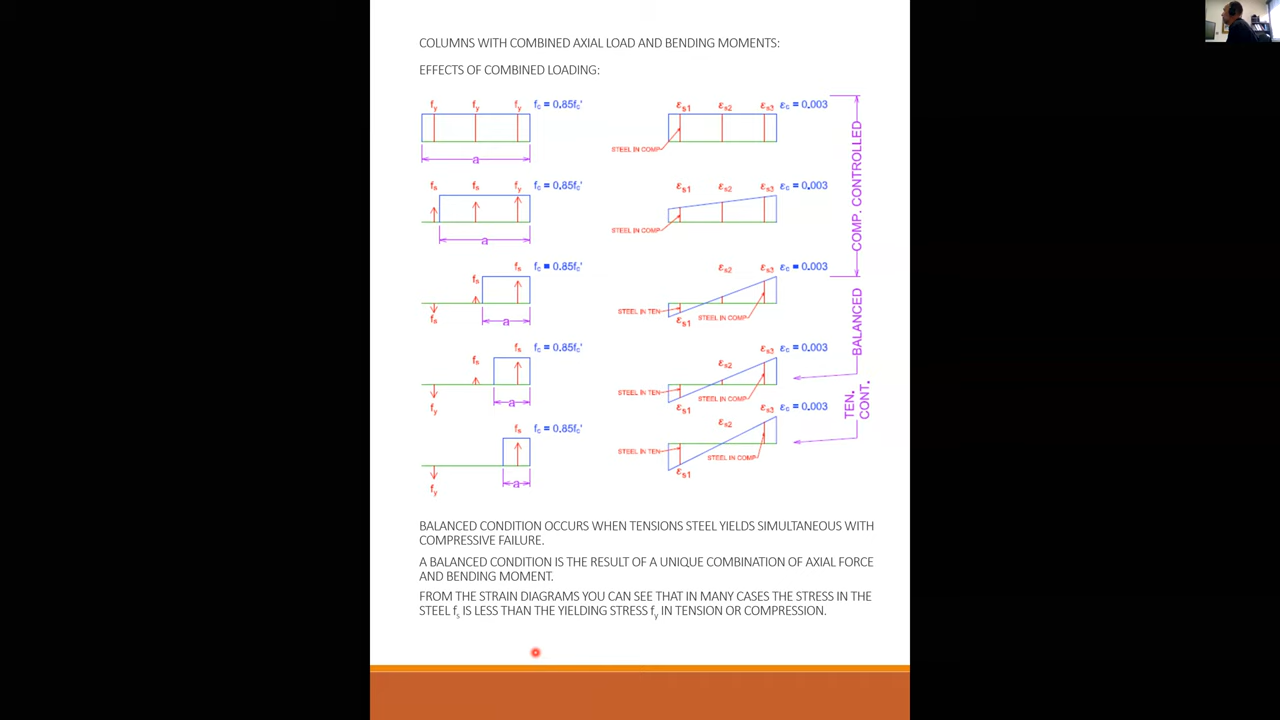 COLUMNS WITH COMBINED AXIAL LOAD AND BENDING MOMENTS:
EFFECTS OF COMBINED LOADING:
fy fy fy fc = 0.85fc'
a
εs1 εs2 εs3 εc = 0.003
STEEL IN COMP
fs fs fy fc = 0.85fc'
a
εs1 εs2 εs3 εc = 0.003
STEEL IN COMP
COMP. CONTROLLED
fs fs fc = 0.85fc'
fs
a
εs2 εs3 εc = 0.003
STEEL IN TEN STEEL IN COMP
εs1
BALANCED
fs fs fc = 0.85fc'
fy
a
εs3 εc = 0.003
εs2
STEEL IN TEN STEEL IN COMP
εs1
TEN. CONT.
fs fc = 0.85fc'
fy
a
εs3 εc = 0.003
εs2
STEEL IN TEN STEEL IN COMP
εs1
BALANCED CONDITION OCCURS WHEN TENSIONS STEEL YIELDS SIMULTANEOUS WITH
COMPRESSIVE FAILURE.
A BALANCED CONDITION IS THE RESULT OF A UNIQUE COMBINATION OF AXIAL FORCE
AND BENDING MOMENT.
FROM THE STRAIN DIAGRAMS YOU CAN SEE THAT IN MANY CASES THE STRESS IN THE
STEEL fs IS LESS THAN THE YIELDING STRESS fy IN TENSION OR COMPRESSION.